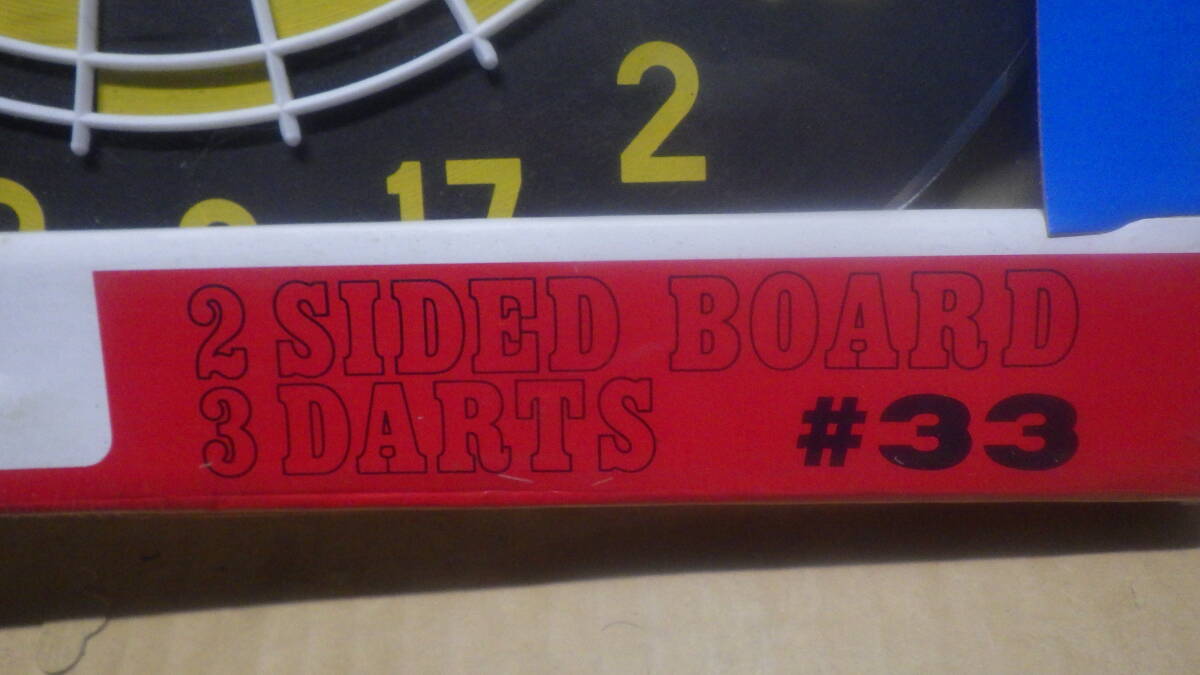 2
17
2 SIDED BOARD
3 DARTS #33